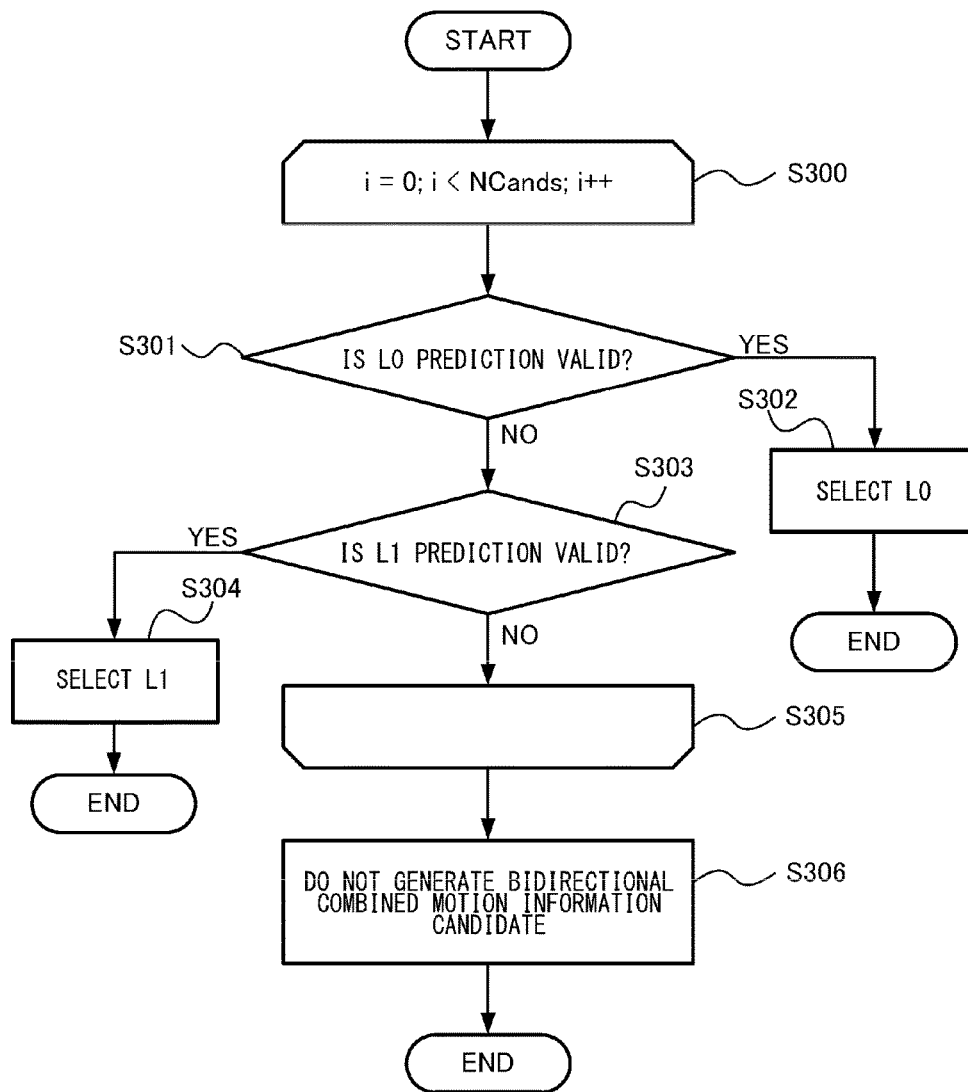 START
i = 0; i < NCands; i++
S300
S301
IS L0 PREDICTION VALID?
YES
S302
NO
SELECT L0
S303
YES
IS L1 PREDICTION VALID?
S304
NO
END
SELECT L1
S305
END
S306
DO NOT GENERATE BIDIRECTIONAL
COMBINED MOTION INFORMATION
CANDIDATE
END